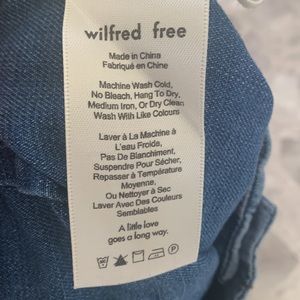 wilfred free
Made in China
Fabriqué en Chine
Machine Wash Cold,
No Bleach, Hang To Dry,
Medium Iron, Or Dry Clean
Wash With Like Colours
Laver À La Machine À
L'eau Froide,
Pas De Blanchiment,
Suspendre Pour Sécher,
Repasser à Température
Moyenne,
Ou Nettoyer à Sec
Laver Avec Des Couleurs
Semblables
A little love
goes a long way.
P